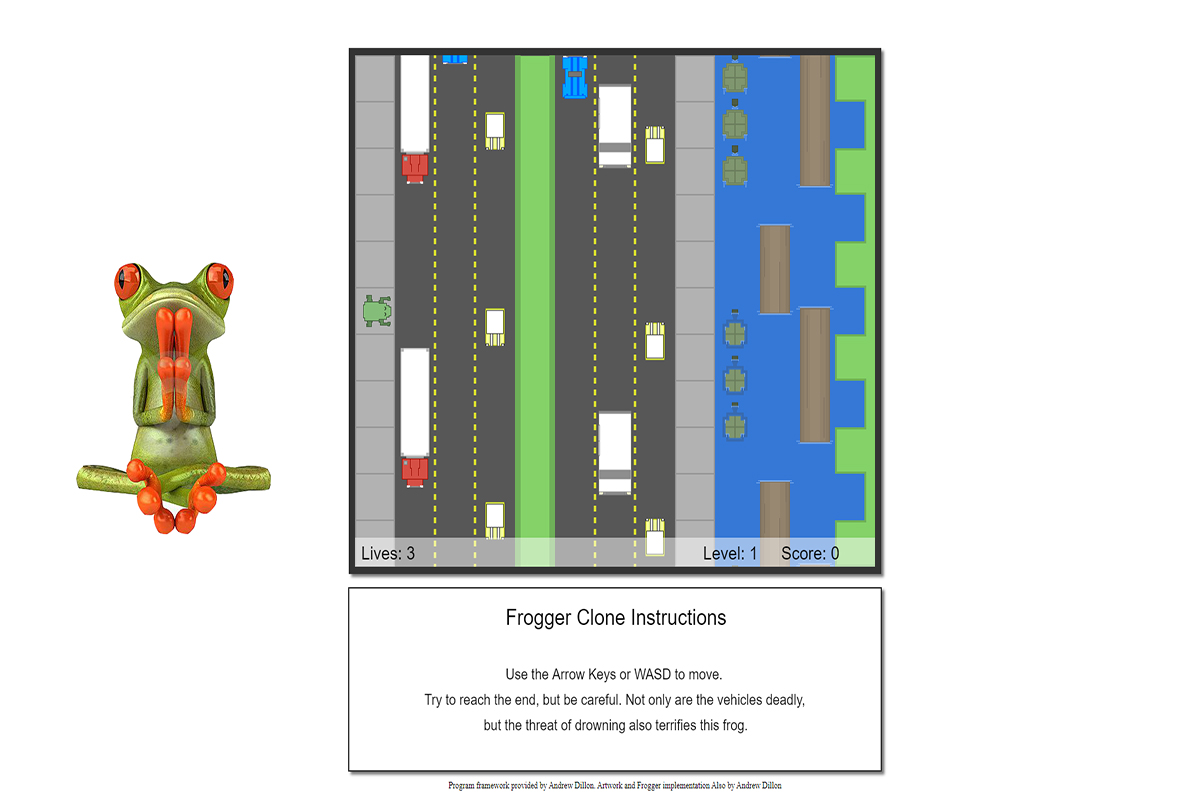 Lives: 3
Level: 1
Score: 0
Frogger Clone Instructions
Use the Arrow Keys or WASD to move.
Try to reach the end, but be careful. Not only are the vehicles deadly,
but the threat of drowning also terrifies this frog.
Program framework provided by Andrew Dillon. Artwork and Frogger implementation Also by Andrew Dillon